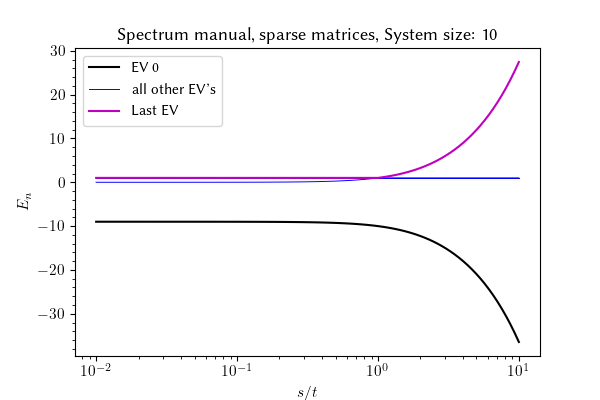 Spectrum manual, sparse matrices, System size: 10
EV 0
all other EV's
Last EV
30
20
10
0
−10
−20
−30
E_n
10^{-2}
10^{-1}
10^0
10^1
s/t